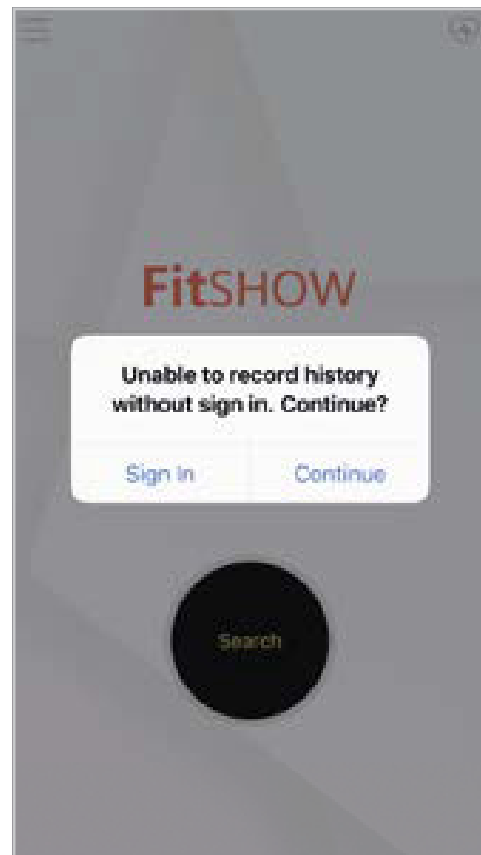 FitSHOW
Unable to record history
without sign in. Continue?
Sign In
Continue
Search